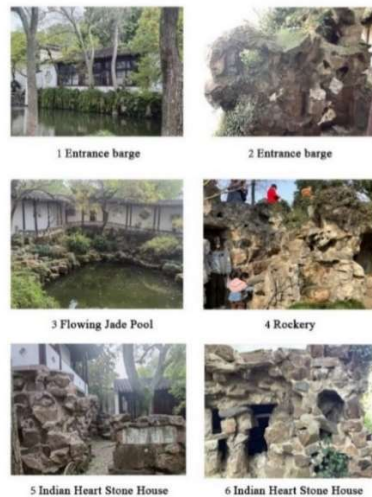 1 Entrance barge
2 Entrance barge
3 Flowing Jade Pool
4 Rockery
5 Indian Heart Stone House
6 Indian Heart Stone House